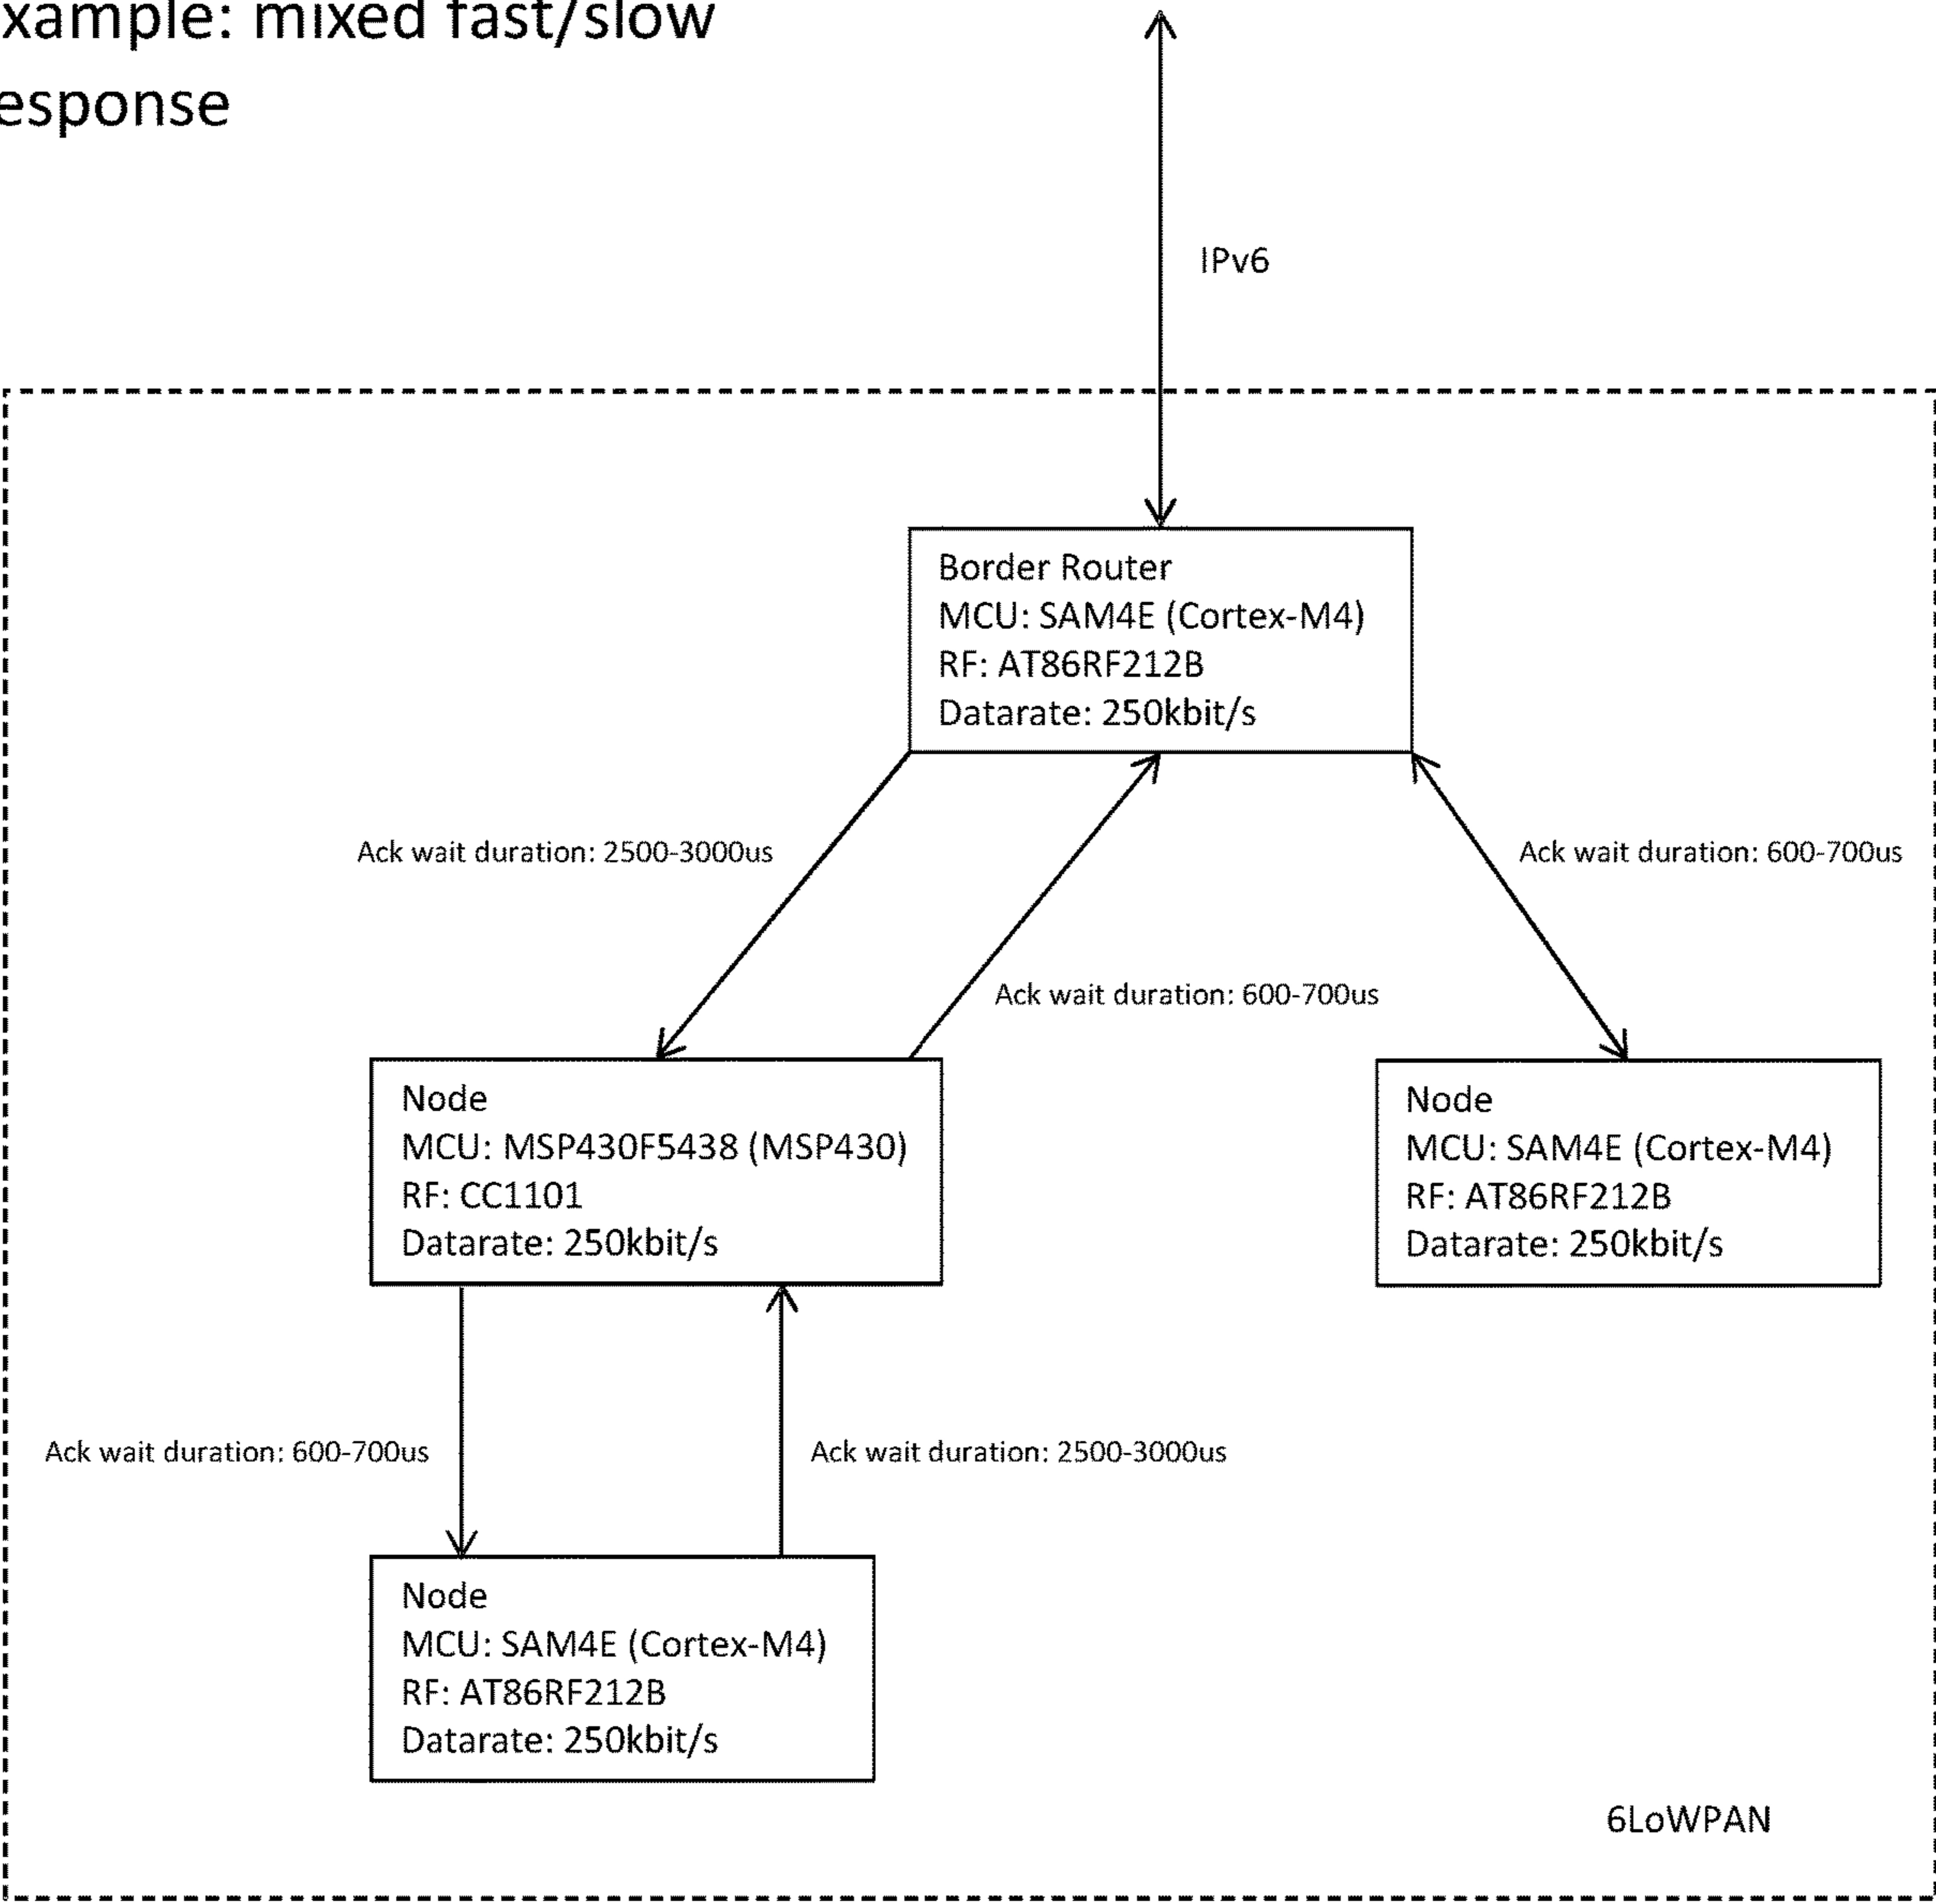 xample: mixed fast/slow
esponse
IPv6
Border Router
MCU: SAM4E (Cortex-M4)
RF: AT86RF212B
Datarate: 250kbit/s
Ack wait duration: 2500-3000us
Ack wait duration: 600-700us
Ack wait duration: 600-700us
Node
MCU: MSP430F5438 (MSP430)
RF: CC1101
Datarate: 250kbit/s
Node
MCU: SAM4E (Cortex-M4)
RF: AT86RF212B
Datarate: 250kbit/s
Ack wait duration: 600-700us
Ack wait duration: 2500-3000us
Node
MCU: SAM4E (Cortex-M4)
RF: AT86RF212B
Datarate: 250kbit/s
6LoWPAN